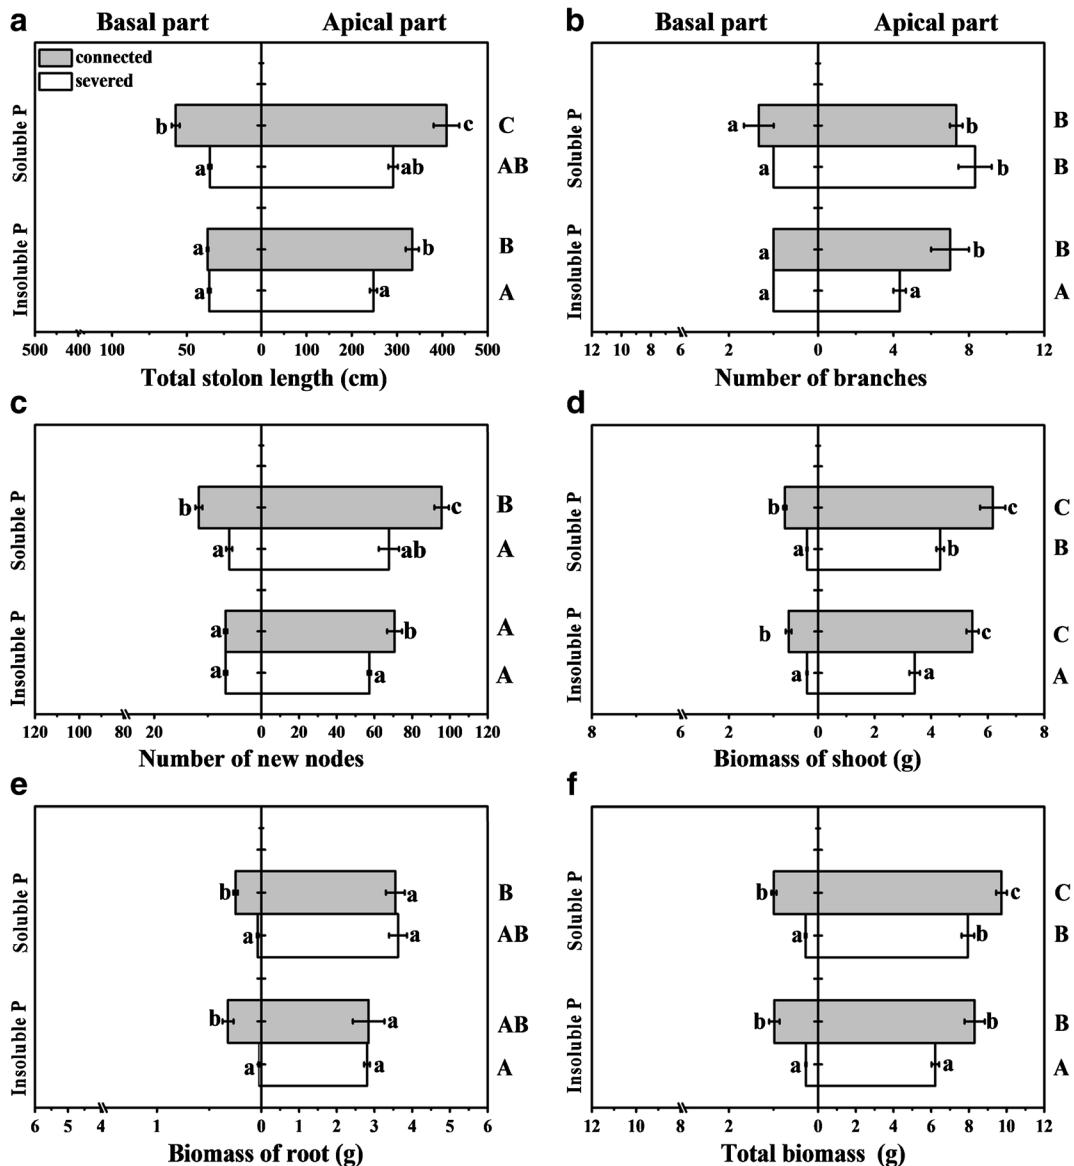 a Basal part Apical part
connected
severed
Soluble P
b c C
a ab AB
Insoluble P
a b B
a a A
500 400 100 50 0 100 200 300 400 500
Total stolon length (cm)
b Basal part Apical part
Soluble P
a b B
a b B
Insoluble P
a b B
a a A
12 10 8 6 2 0 4 8 12
Number of branches
c
Soluble P
b c B
a ab A
Insoluble P
a b A
a a A
120 100 80 20 0 20 40 60 80 100 120
Number of new nodes
d
Soluble P
b c C
a b B
Insoluble P
b c C
a a A
8 6 2 0 2 4 6 8
Biomass of shoot (g)
e
Soluble P
b a B
a a AB
Insoluble P
b a AB
a a A
6 5 4 1 0 1 2 3 4 5 6
Biomass of root (g)
f
Soluble P
b c C
a b B
Insoluble P
b b B
a a A
12 10 8 2 0 2 4 6 8 10 12
Total biomass (g)